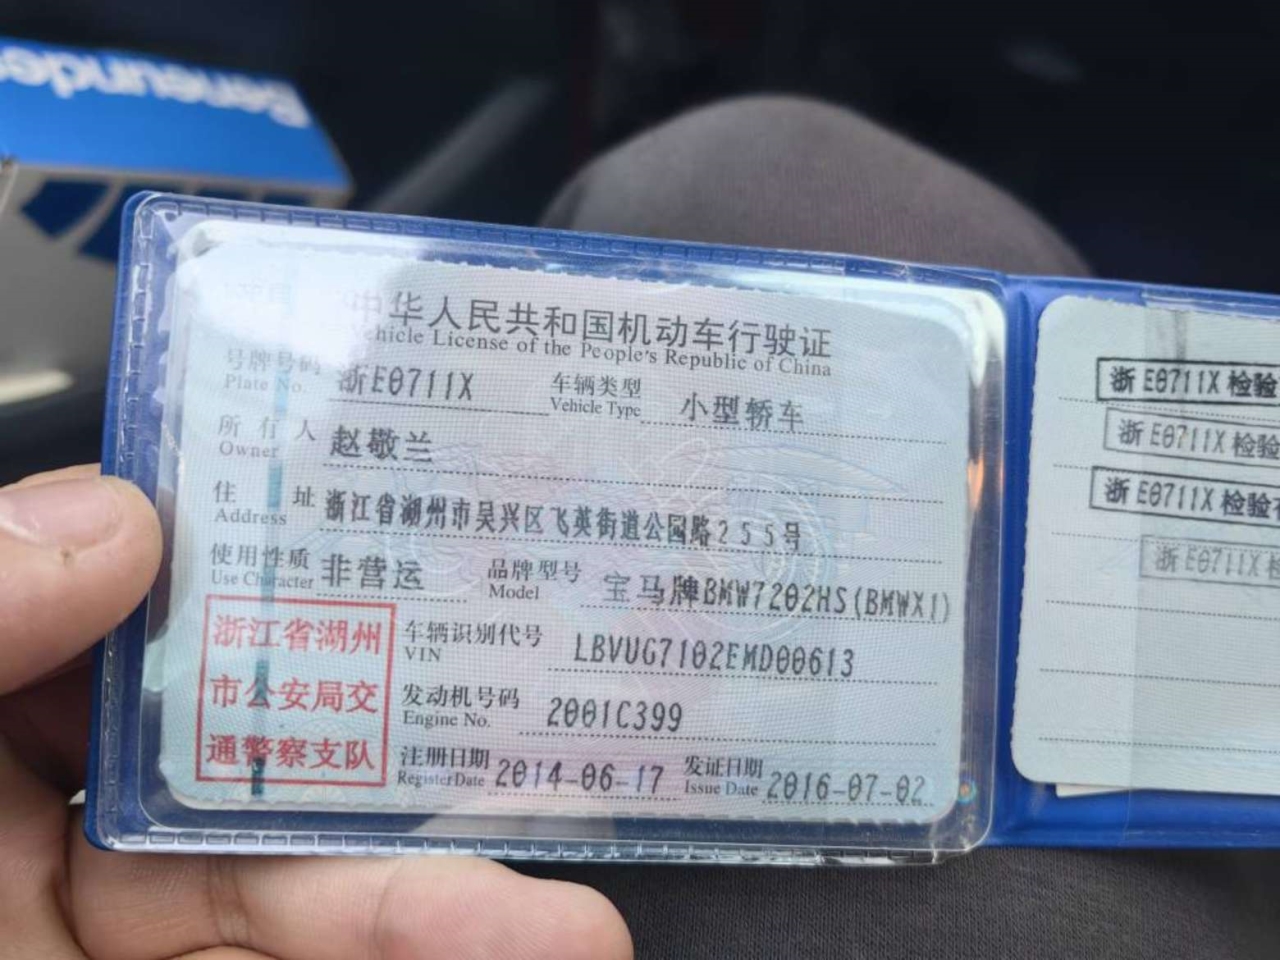 中华人民共和国机动车行驶证
Vehicle License of the People's Republic of China
号牌号码 浙E0711X 车辆类型 小型轿车
Plate No. Vehicle Type
所有人 赵敬兰
Owner
住址 浙江省湖州市吴兴区飞英街道公园路255号
Address
使用性质 非营运 品牌型号 宝马牌BMW7202HS(BMWX1)
Use Character Model
浙江省湖州
市公安局交
通警察支队
车辆识别代号 LBVUG7102EMD00613
VIN
发动机号码 2001C399
Engine No.
注册日期 2014-06-17 发证日期 2016-07-02
Register Date Issue Date
浙E0711X检验
浙E0711X检验
浙E0711X检验
浙E0711X检